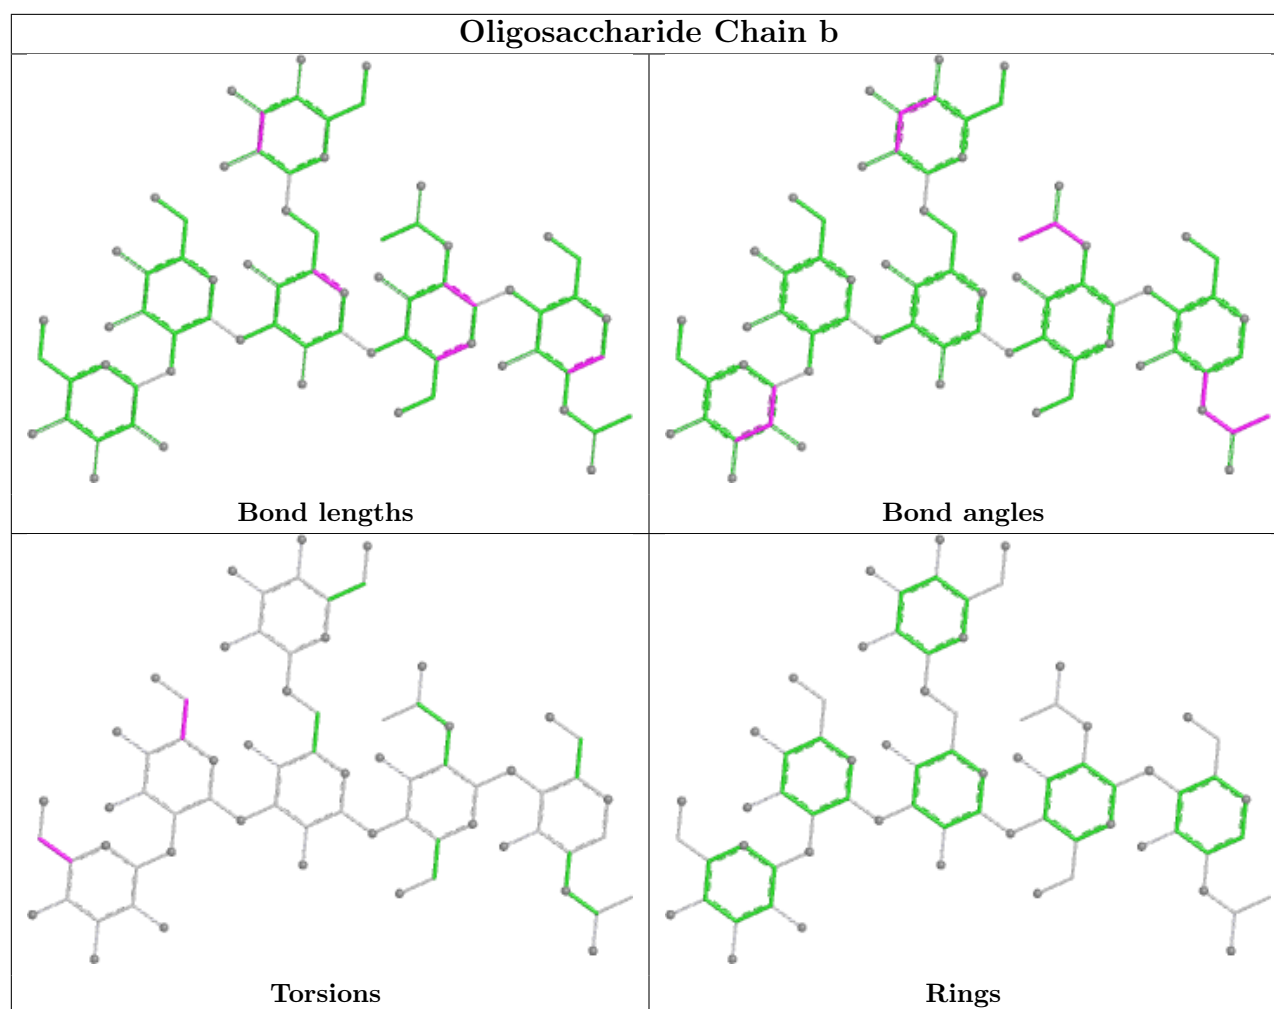 Oligosaccharide Chain b
Bond lengths
Bond angles
Torsions
Rings